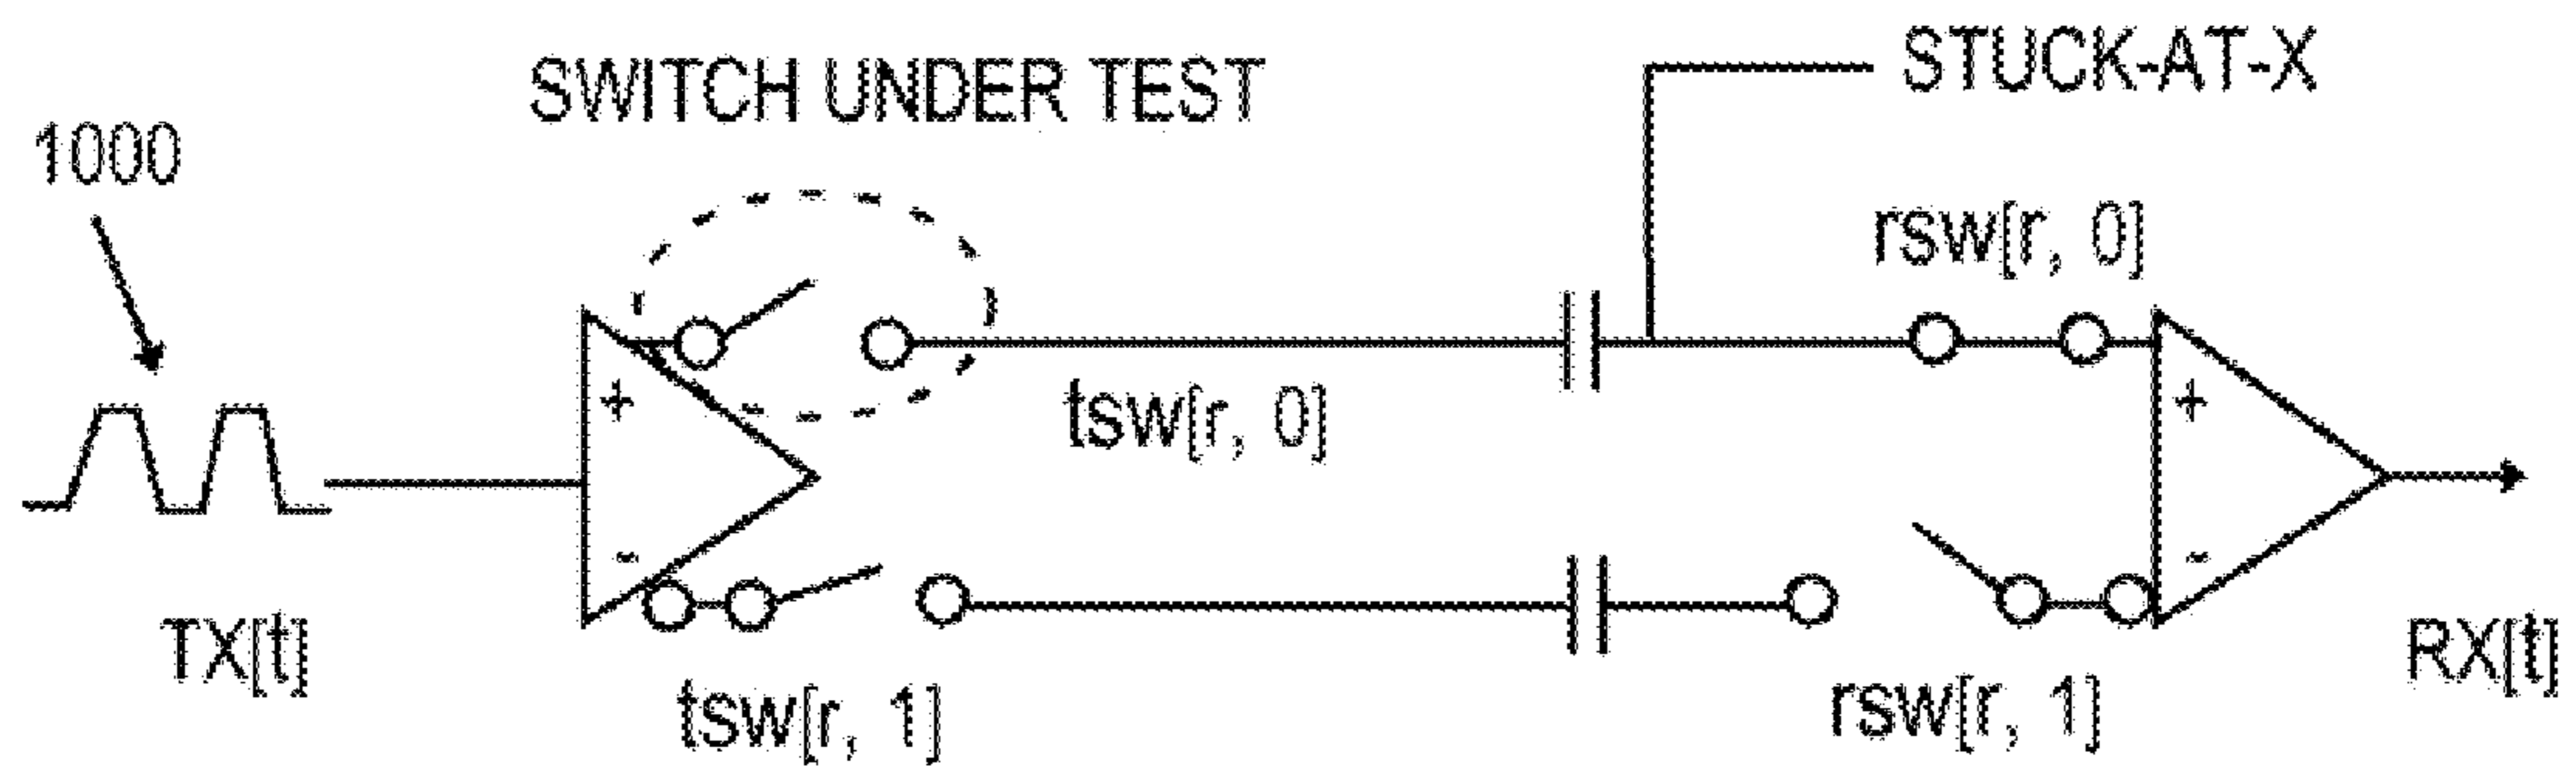 STUCK-AT-X
SWITCH UNDER TEST
1000
rsw[r, 0]
+
tsw[r, 0]
+
-
-
TX[t]
tsw[r, 1]
rsw[r, 1]
RX[t]